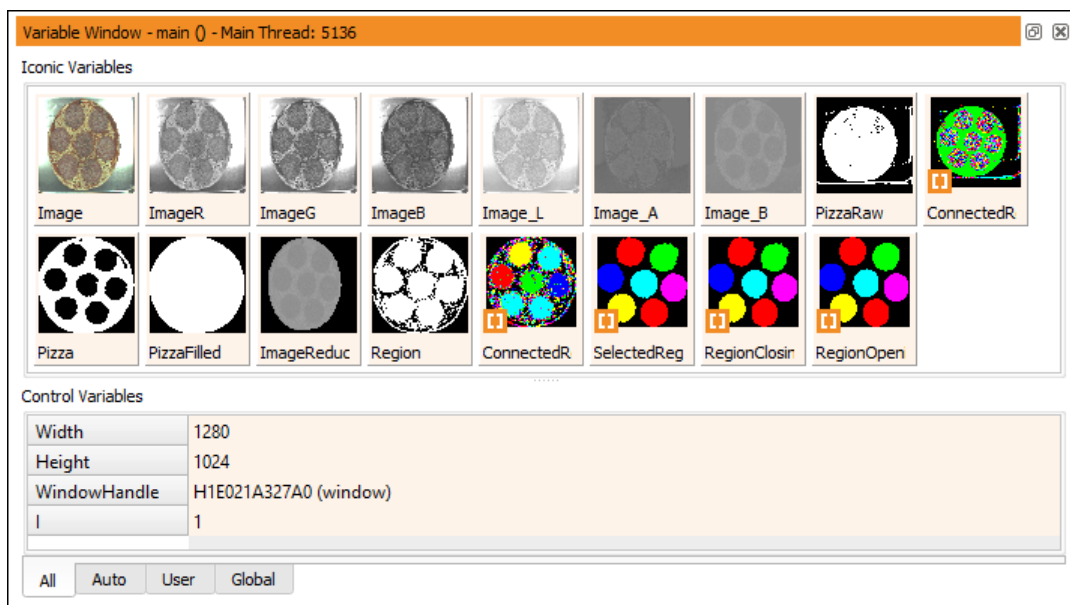 Variable Window - main () - Main Thread: 5136
Iconic Variables
Image ImageR ImageG ImageB Image_L Image_A Image_B PizzaRaw ConnectedR
Pizza PizzaFilled ImageReduc Region ConnectedR SelectedReg RegionClosin RegionOpen
Control Variables
Width 1280
Height 1024
WindowHandle H1E021A327A0 (window)
I 1
All Auto User Global